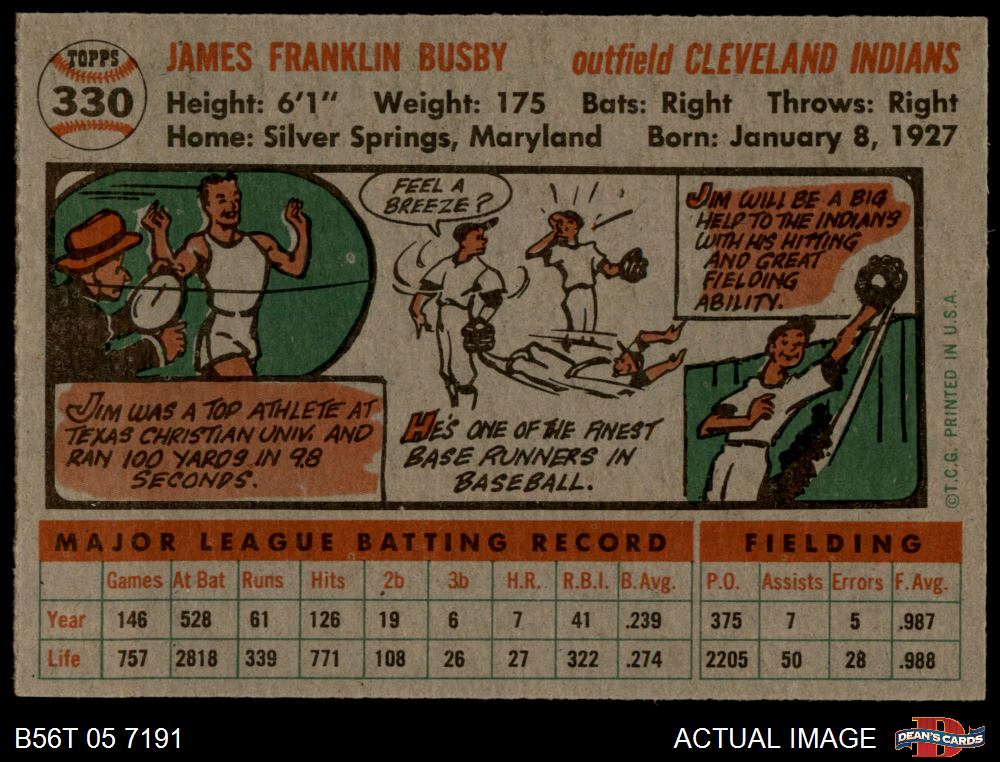 TOPPS
330
JAMES FRANKLIN BUSBY outfield CLEVELAND INDIANS
Height: 6'1" Weight: 175 Bats: Right Throws: Right
Home: Silver Springs, Maryland Born: January 8, 1927
JIM WAS A TOP ATHLETE AT
TEXAS CHRISTIAN UNIV. AND
RAN 100 YARDS IN 9.8
SECONDS.
FEEL A
BREEZE?
HE'S ONE OF THE FINEST
BASE RUNNERS IN
BASEBALL.
JIM WILL BE A BIG
HELP TO THE INDIANS
WITH HIS HITTING
AND GREAT
FIELDING
ABILITY.
©T.C.G. PRINTED IN U.S.A.
MAJOR LEAGUE BATTING RECORD FIELDING
Games At Bat Runs Hits 2b 3b H.R. R.B.I. B.Avg. P.O. Assists Errors F.Avg.
Year 146 528 61 126 19 6 7 41 .239 375 7 5 .987
Life 757 2818 339 771 108 26 27 322 .274 2205 50 28 .988
B56T 05 7191 ACTUAL IMAGE DEAN'S CARDS